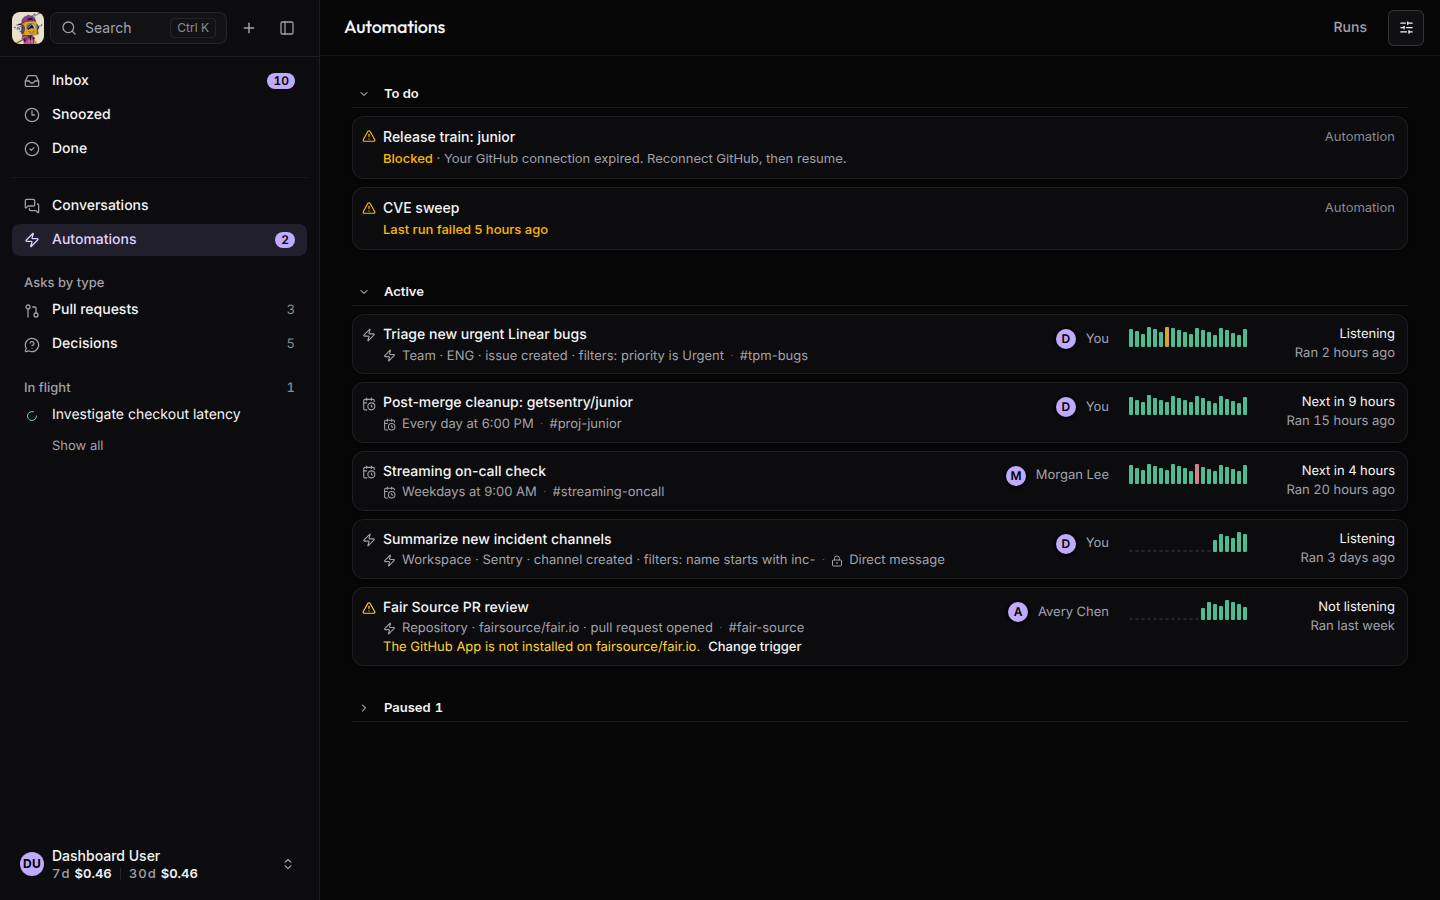 Search
Ctrl K
Inbox
10
Snoozed
Done
Conversations
Automations
2
Asks by type
Pull requests
3
Decisions
5
In flight
1
Investigate checkout latency
Show all
DU
Dashboard User
7d $0.46 | 30d $0.46
Automations
Runs
To do
Release train: junior
Automation
Blocked · Your GitHub connection expired. Reconnect GitHub, then resume.
CVE sweep
Automation
Last run failed 5 hours ago
Active
Triage new urgent Linear bugs
Team · ENG · issue created · filters: priority is Urgent · #tpm-bugs
D You
Listening
Ran 2 hours ago
Post-merge cleanup: getsentry/junior
Every day at 6:00 PM · #proj-junior
D You
Next in 9 hours
Ran 15 hours ago
Streaming on-call check
Weekdays at 9:00 AM · #streaming-oncall
M Morgan Lee
Next in 4 hours
Ran 20 hours ago
Summarize new incident channels
Workspace · Sentry · channel created · filters: name starts with inc- · Direct message
D You
Listening
Ran 3 days ago
Fair Source PR review
Repository · fairsource/fair.io · pull request opened · #fair-source
The GitHub App is not installed on fairsource/fair.io. Change trigger
A Avery Chen
Not listening
Ran last week
Paused 1